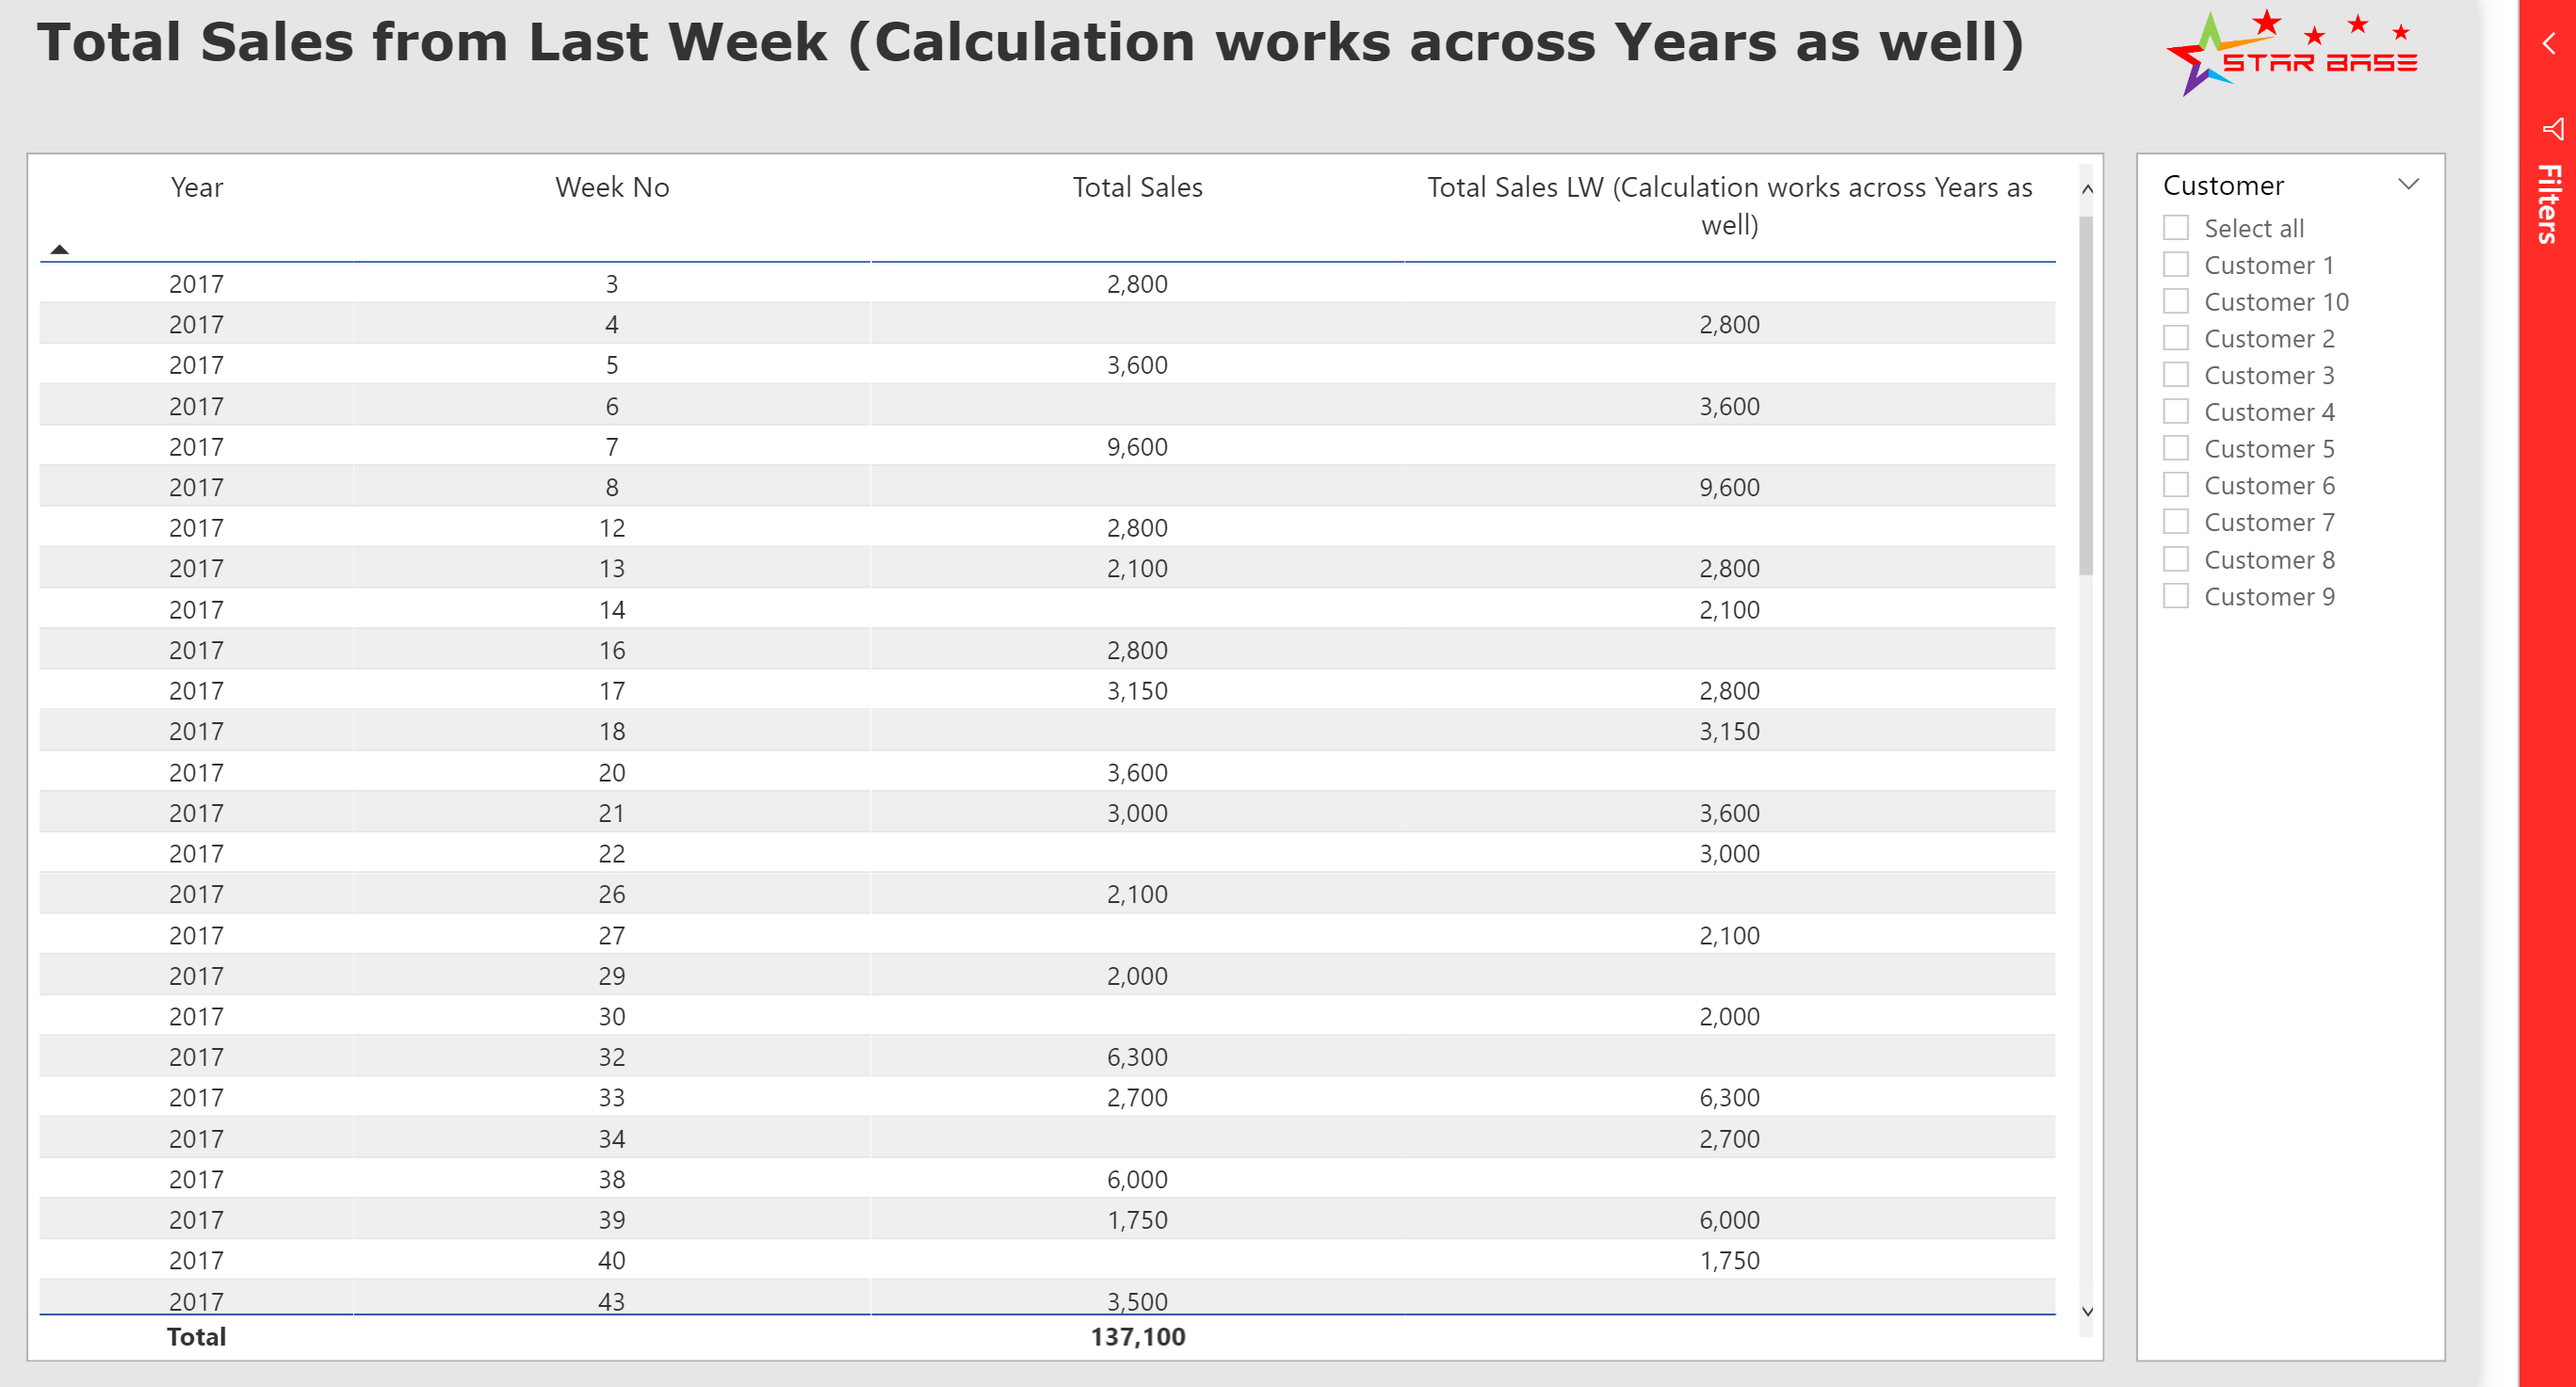 Total Sales from Last Week (Calculation works across Years as well)
STAR BASE
Year Week No Total Sales Total Sales LW (Calculation works across Years as
well)
2017 3 2,800
2017 4 2,800
2017 5 3,600
2017 6 3,600
2017 7 9,600
2017 8 9,600
2017 12 2,800
2017 13 2,100 2,800
2017 14 2,100
2017 16 2,800
2017 17 3,150 2,800
2017 18 3,150
2017 20 3,600
2017 21 3,000 3,600
2017 22 3,000
2017 26 2,100
2017 27 2,100
2017 29 2,000
2017 30 2,000
2017 32 6,300
2017 33 2,700 6,300
2017 34 2,700
2017 38 6,000
2017 39 1,750 6,000
2017 40 1,750
2017 43 3,500
Total 137,100
Customer
Select all
Customer 1
Customer 10
Customer 2
Customer 3
Customer 4
Customer 5
Customer 6
Customer 7
Customer 8
Customer 9
Filters